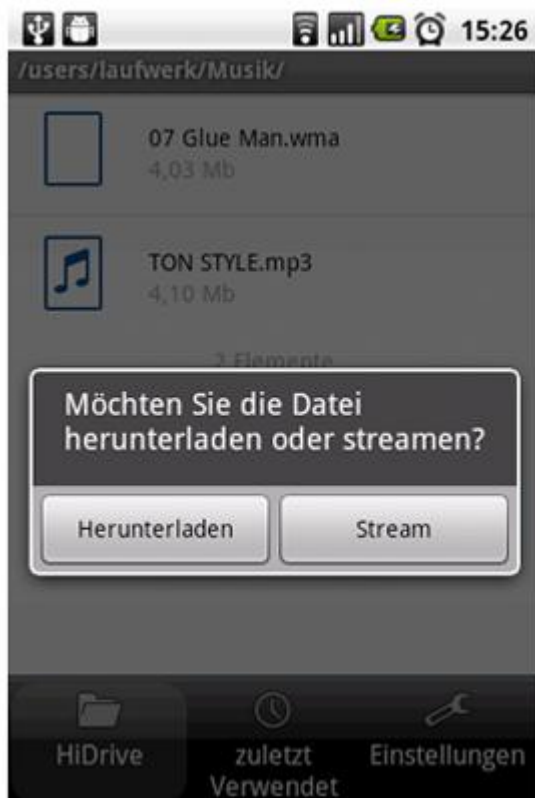 15:26
/users/laufwerk/Musik/
07 Glue Man.wma
4,03 Mb
TON STYLE.mp3
4,10 Mb
2 Elemente
Möchten Sie die Datei
herunterladen oder streamen?
Herunterladen
Stream
HiDrive
zuletzt
Verwendet
Einstellungen